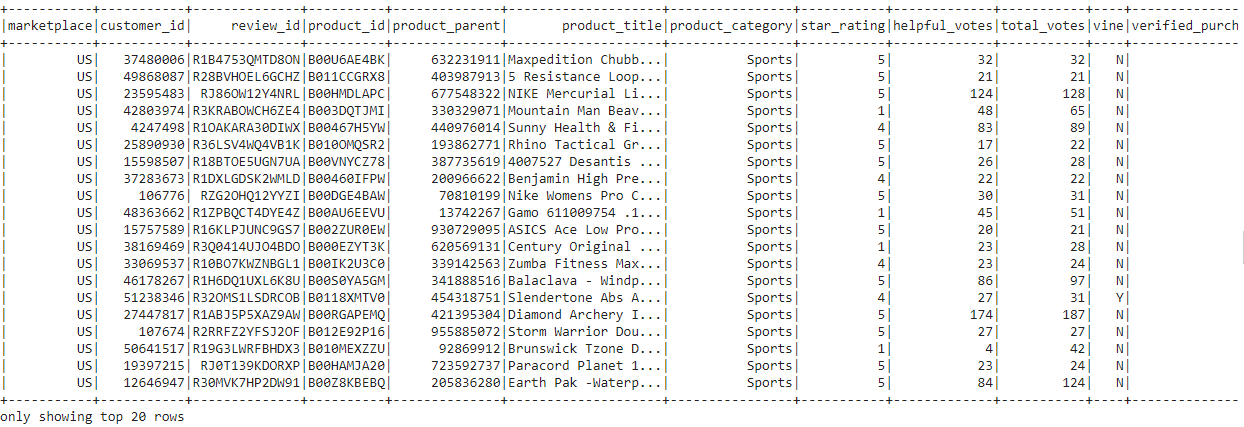 +-----------+-----------+--------------+----------+--------------+--------------------+----------------+-----------+-------------+-----------+----+--------------
|marketplace|customer_id|     review_id|product_id|product_parent|       product_title|product_category|star_rating|helpful_votes|total_votes|vine|verified_purch
+-----------+-----------+--------------+----------+--------------+--------------------+----------------+-----------+-------------+-----------+----+--------------
|         US|   37480006|R1B4753QMTD8ON|B00U6AE4BK|     632231911|Maxpedition Chubb...|          Sports|          5|           32|         32|   N|
|         US|   49868087|R28BVHOEL6GCHZ|B011CCGRX8|     403987913|5 Resistance Loop...|          Sports|          5|           21|         21|   N|
|         US|   23595483| RJ86OW12Y4NRL|B00HMDLAPC|     677548322|NIKE Mercurial Li...|          Sports|          5|          124|        128|   N|
|         US|   42803974|R3KRABOWCH6ZE4|B003DQTJMI|     330329071|Mountain Man Beav...|          Sports|          1|           48|         65|   N|
|         US|    4247498|R1OAKARA30DIWX|B00467H5YW|     440976014|Sunny Health & Fi...|          Sports|          4|           83|         89|   N|
|         US|   25890930|R36LSV4WQ4VB1K|B010OMQSR2|     193862771|Rhino Tactical Gr...|          Sports|          5|           17|         22|   N|
|         US|   15598507|R18BTOE5UGN7UA|B00VNYCZ78|     387735619|4007527 Desantis ...|          Sports|          5|           26|         28|   N|
|         US|   37283673|R1DXLGDSK2WMLD|B00460IFPW|     200966622|Benjamin High Pre...|          Sports|          4|           22|         22|   N|
|         US|     106776| RZG2OHQ12YYZI|B00DGE4BAW|      70810199|Nike Womens Pro C...|          Sports|          5|           30|         31|   N|
|         US|   48363662|R1ZPBQCT4DYE4Z|B00AU6EEVU|      13742267|Gamo 611009754 .1...|          Sports|          1|           45|         51|   N|
|         US|   15757589|R16KLPJUNC9GS7|B002ZUR0EW|     930729095|ASICS Ace Low Pro...|          Sports|          5|           20|         21|   N|
|         US|   38169469|R3Q0414UJO4BDO|B000EZYT3K|     620569131|Century Original ...|          Sports|          1|           23|         28|   N|
|         US|   33069537|R10BO7KWZNBGL1|B00IK2U3C0|     339142563|Zumba Fitness Max...|          Sports|          4|           23|         24|   N|
|         US|   46178267|R1H6DQ1UXL6K8U|B00S0YA5GM|     341888516|Balaclava - Windp...|          Sports|          5|           86|         97|   N|
|         US|   51238346|R32OMS1LSDRCOB|B0118XMTV0|     454318751|Slendertone Abs A...|          Sports|          4|           27|         31|   Y|
|         US|   27447817|R1ABJ5P5XAZ9AW|B00RGAPEMQ|     421395304|Diamond Archery I...|          Sports|          5|          174|        187|   N|
|         US|     107674|R2RRFZ2YFSJ2OF|B012E92P16|     955885072|Storm Warrior Dou...|          Sports|          5|           27|         27|   N|
|         US|   50641517|R19G3LWRFBHDX3|B010MEXZZU|      92869912|Brunswick Tzone D...|          Sports|          1|            4|         42|   N|
|         US|   19397215| RJ0T139KDORXP|B00HAMJA20|     723592737|Paracord Planet 1...|          Sports|          5|           23|         24|   N|
|         US|   12646947|R30MVK7HP2DW91|B00Z8KBEBQ|     205836280|Earth Pak -Waterp...|          Sports|          5|           84|        124|   N|
+-----------+-----------+--------------+----------+--------------+--------------------+----------------+-----------+-------------+-----------+----+--------------
only showing top 20 rows